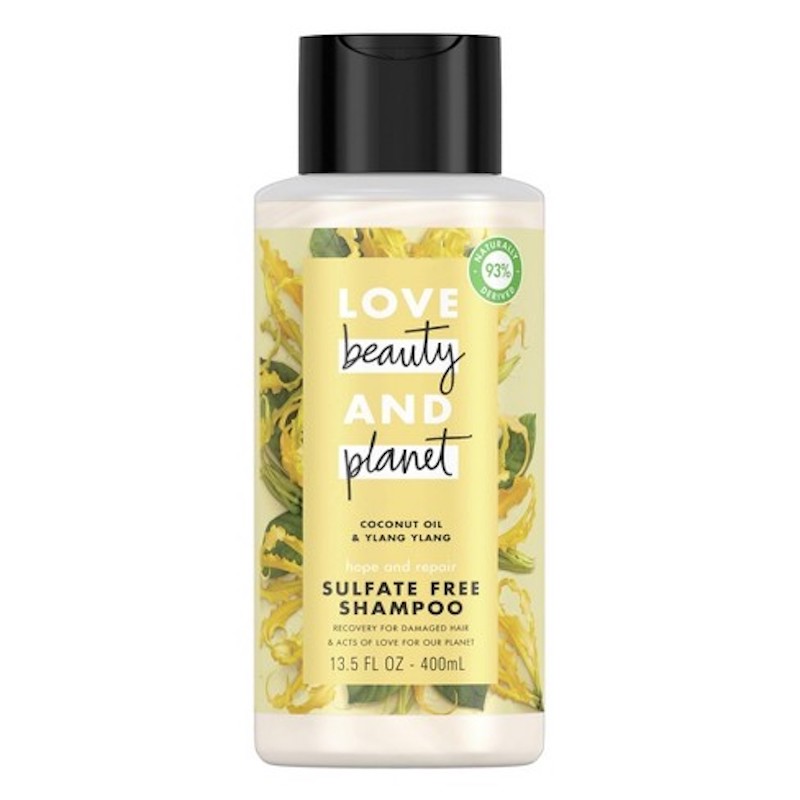 NATURALLY
93%
DERIVED
LOVE
beauty
AND
planet
COCONUT OIL
& YLANG YLANG
hope and repair
SULFATE FREE
SHAMPOO
RECOVERY FOR DAMAGED HAIR
& ACTS OF LOVE FOR OUR PLANET
13.5 FL OZ - 400mL